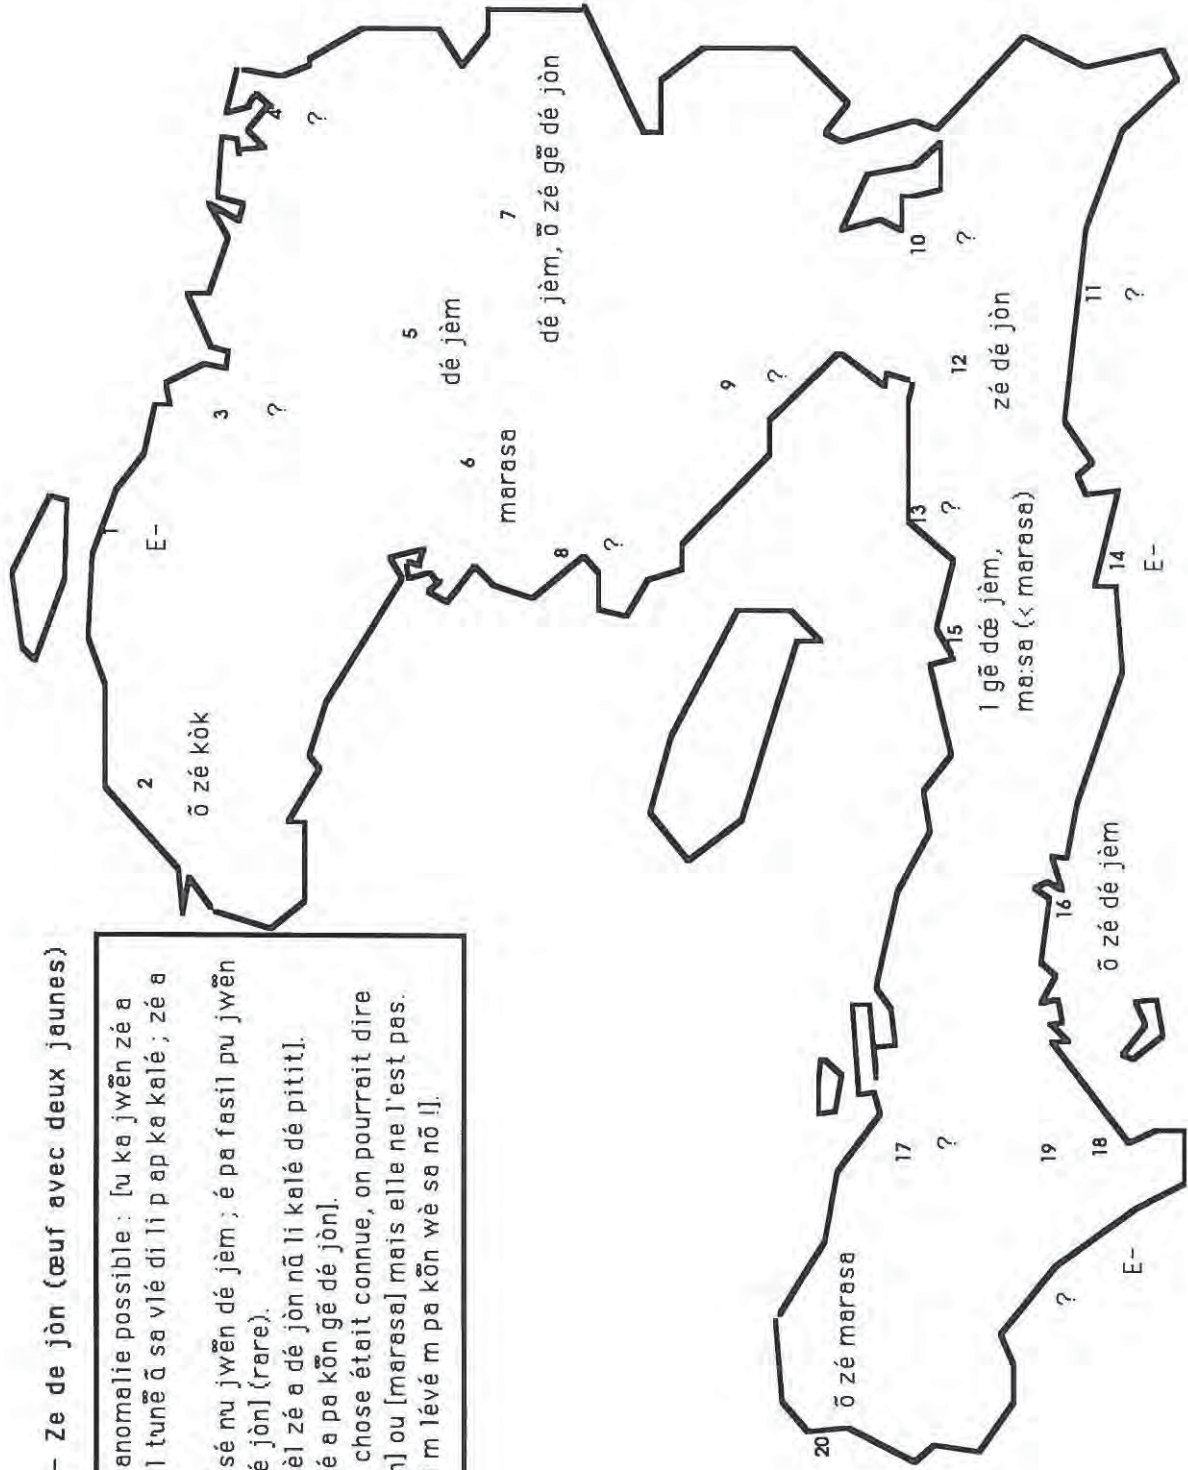 - Ze de jòn (œuf avec deux jaunes)
anomalie possible : [u ka jwẽn zé a
l tunẽ ã sa vlé di li p ap ka kalé ; zé a
sé nu jwẽn dé jèm ; é pa fasil pu jwẽn
é jòn] (rare).
èl zé a dé jòn nã li kalé dé pitit].
é a pa kõn gẽ dé jòn].
chose était connue, on pourrait dire
n] ou [marasa] mais elle ne l'est pas.
m lévé m pa kõn wè sa nõ !].
1
E-
2
õ zé kòk
3
?
4
?
5
dé jèm
6
marasa
7
dé jèm, õ zé gẽ dé jòn
8
?
9
?
10
?
11
?
12
zé dé jòn
13
?
14
E-
15
l gẽ dœ́ jèm,
ma:sa (< marasa)
16
õ zé dé jèm
17
?
18
E-
19
?
20
õ zé marasa